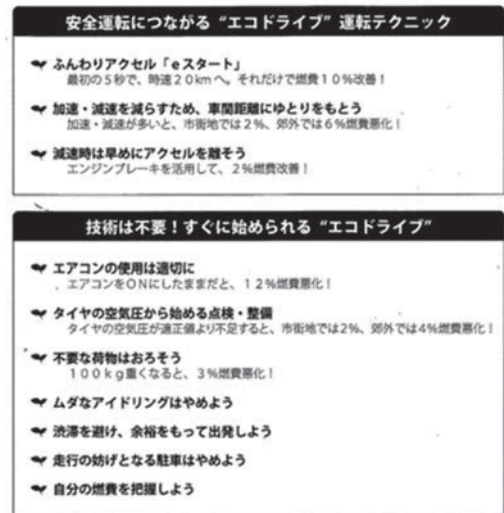 安全運転につながる“エコドライブ”運転テクニック
ふんわりアクセル「eスタート」
最初の5秒で、時速20kmへ。それだけで燃費10%改善!
加速・減速を減らすため、車間距離にゆとりをもとう
加速・減速が多いと、市街地では2%、郊外では6%燃費悪化!
減速時は早めにアクセルを離そう
エンジンブレーキを活用して、2%燃費改善!
技術は不要!すぐに始められる“エコドライブ”
エアコンの使用は適切に
エアコンをONにしたままだと、12%燃費悪化!
タイヤの空気圧から始める点検・整備
タイヤの空気圧が適正値より不足すると、市街地では2%、郊外では4%燃費悪化!
不要な荷物はおろそう
100kg重くなると、3%燃費悪化!
ムダなアイドリングはやめよう
渋滞を避け、余裕をもって出発しよう
走行の妨げとなる駐車はやめよう
自分の燃費を把握しよう